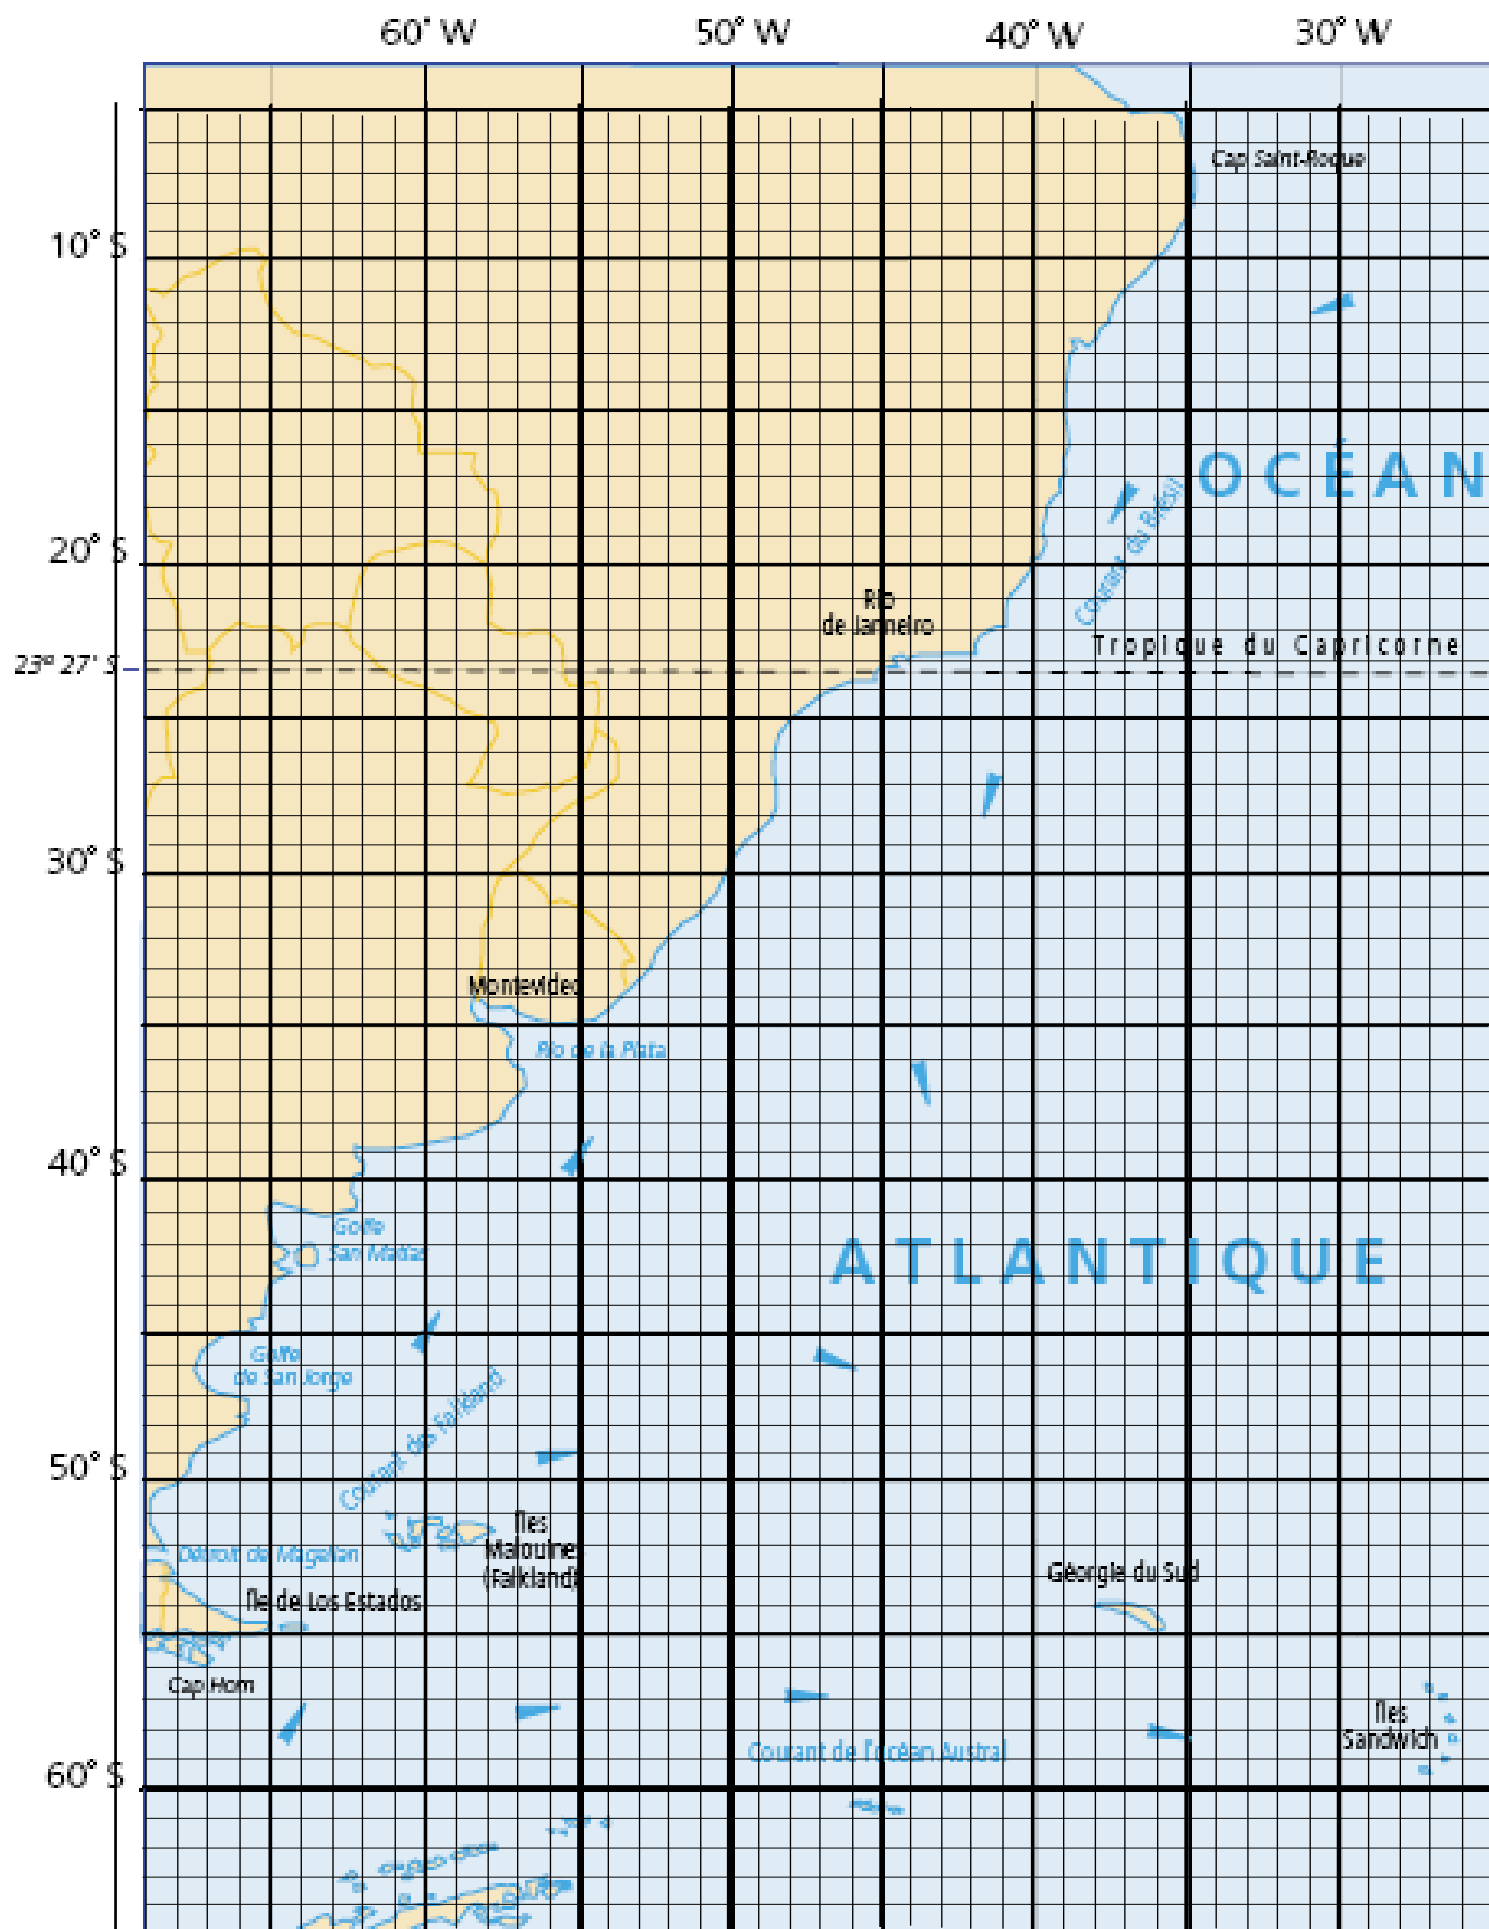 60° W 50° W 40° W 30° W
Cap Saint-Roque
10° S
OCÉAN
Courant du Brésil
20° S
Rio
de Janneiro
Tropique du Capricorne
23° 27' S
30° S
Montevideo
Rio de la Plata
40° S
Golfe
San Matias
ATLANTIQUE
Golfe
de San Jorge
Courant des Falkland
50° S
Îles
Malouines
(Falkland)
Détroit de Magellan
Géorgie du Sud
Île de Los Estados
Cap Horn
Îles
Sandwich
Courant de l'océan Austral
60° S